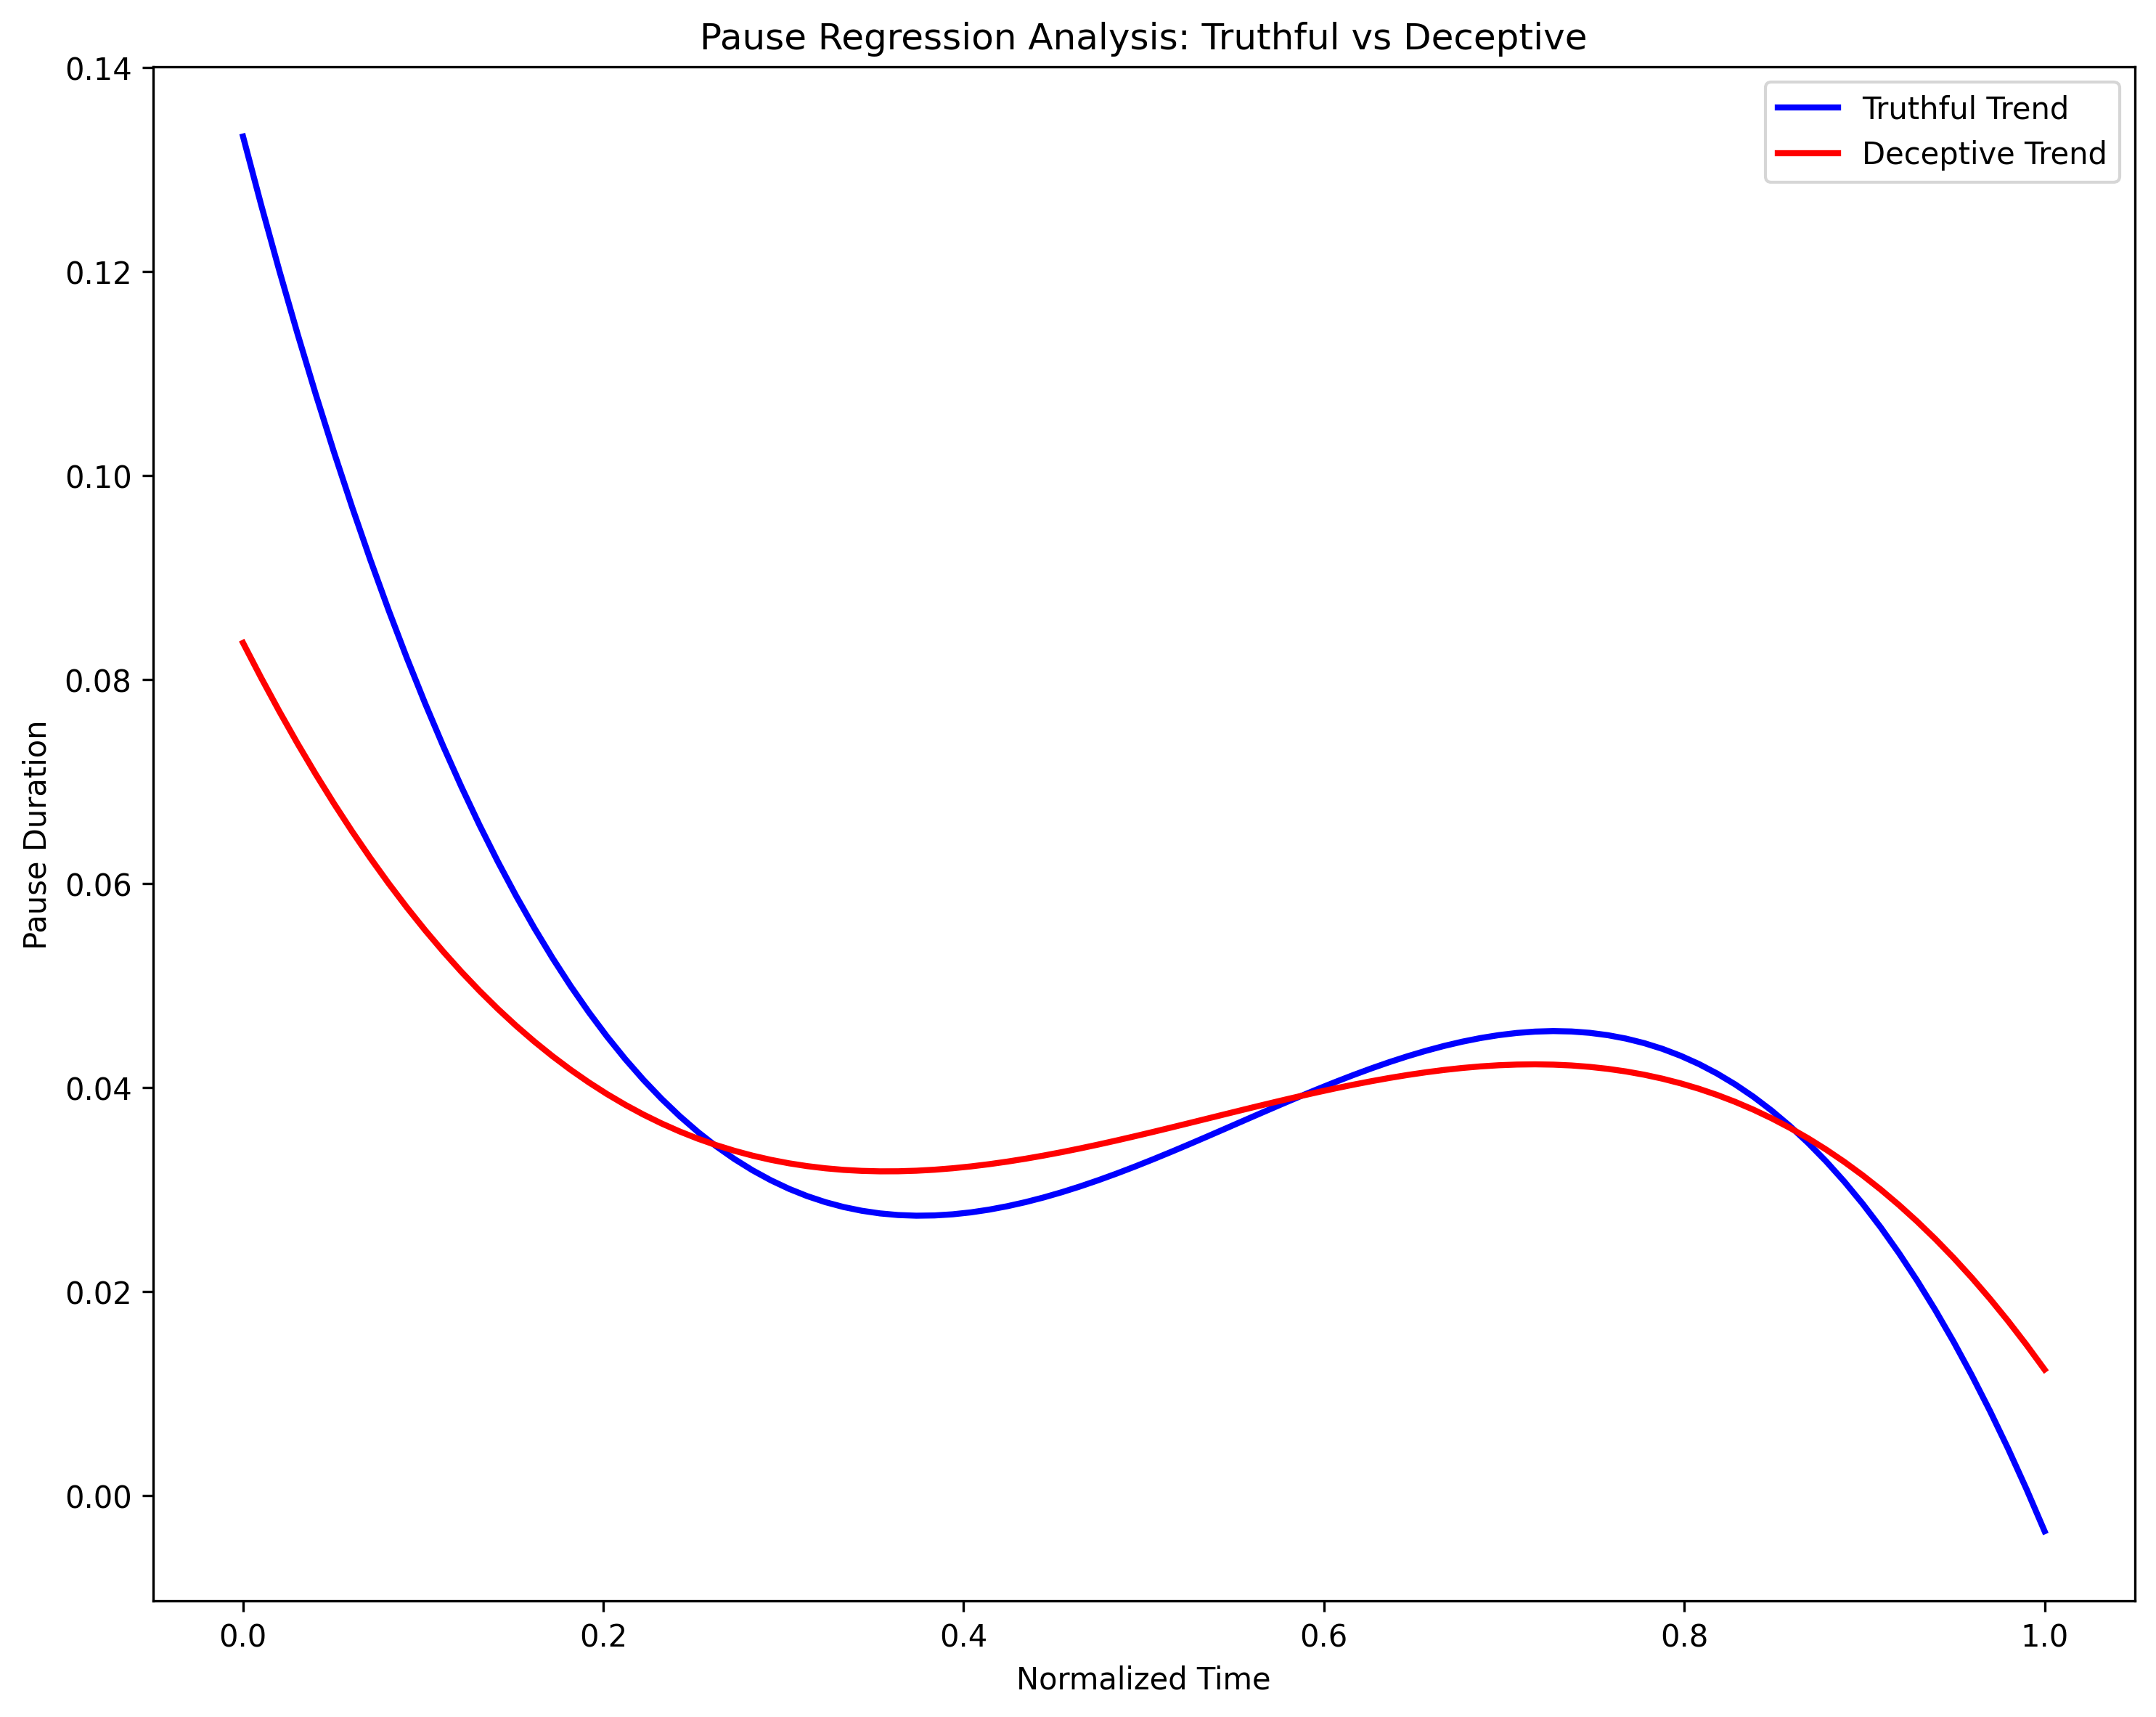 Pause Regression Analysis: Truthful vs Deceptive
Truthful Trend
Deceptive Trend
Pause Duration
0.14
0.12
0.10
0.08
0.06
0.04
0.02
0.00
0.0 0.2 0.4 0.6 0.8 1.0
Normalized Time